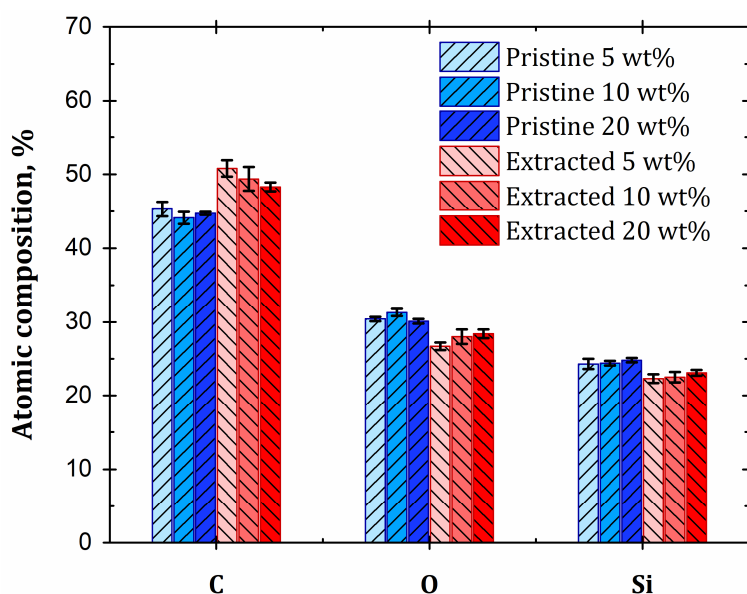 Atomic composition, %
70
60
50
40
30
20
10
0
Pristine 5 wt%
Pristine 10 wt%
Pristine 20 wt%
Extracted 5 wt%
Extracted 10 wt%
Extracted 20 wt%
C
O
Si